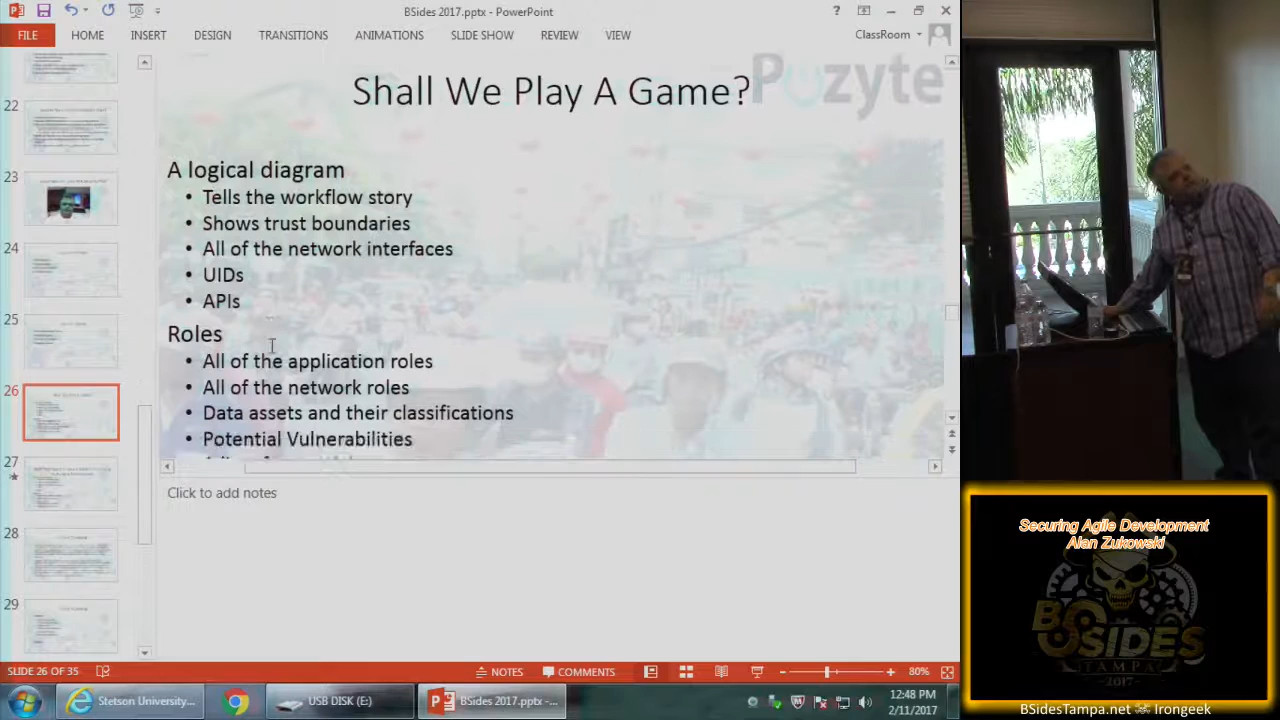 BSides 2017.pptx - PowerPoint
FILE
HOME
INSERT
DESIGN
TRANSITIONS
ANIMATIONS
SLIDE SHOW
REVIEW
VIEW
ClassRoom
22
23
24
25
26
27
28
29
Pozyte
Shall We Play A Game?
A logical diagram
• Tells the workflow story
• Shows trust boundaries
• All of the network interfaces
• UIDs
• APIs
Roles
• All of the application roles
• All of the network roles
• Data assets and their classifications
• Potential Vulnerabilities
Click to add notes
SLIDE 26 OF 35
NOTES
COMMENTS
80%
Stetson University...
USB DISK (E:)
BSides 2017.pptx -...
12:48 PM
2/11/2017
Securing Agile Development
Alan Zukowski
BSIDES
TAMPA
2017
BSidesTampa.net Irongeek